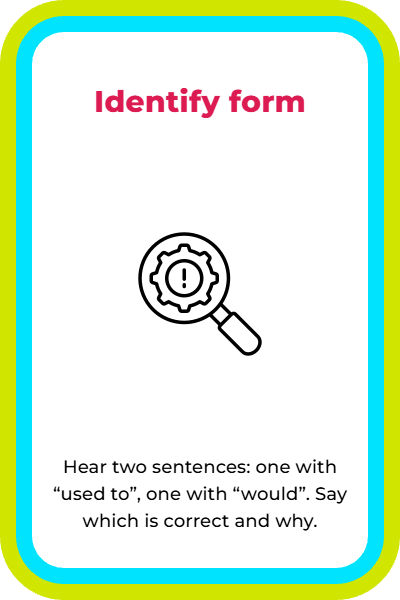 Identify form
Hear two sentences: one with
“used to”, one with “would”. Say
which is correct and why.